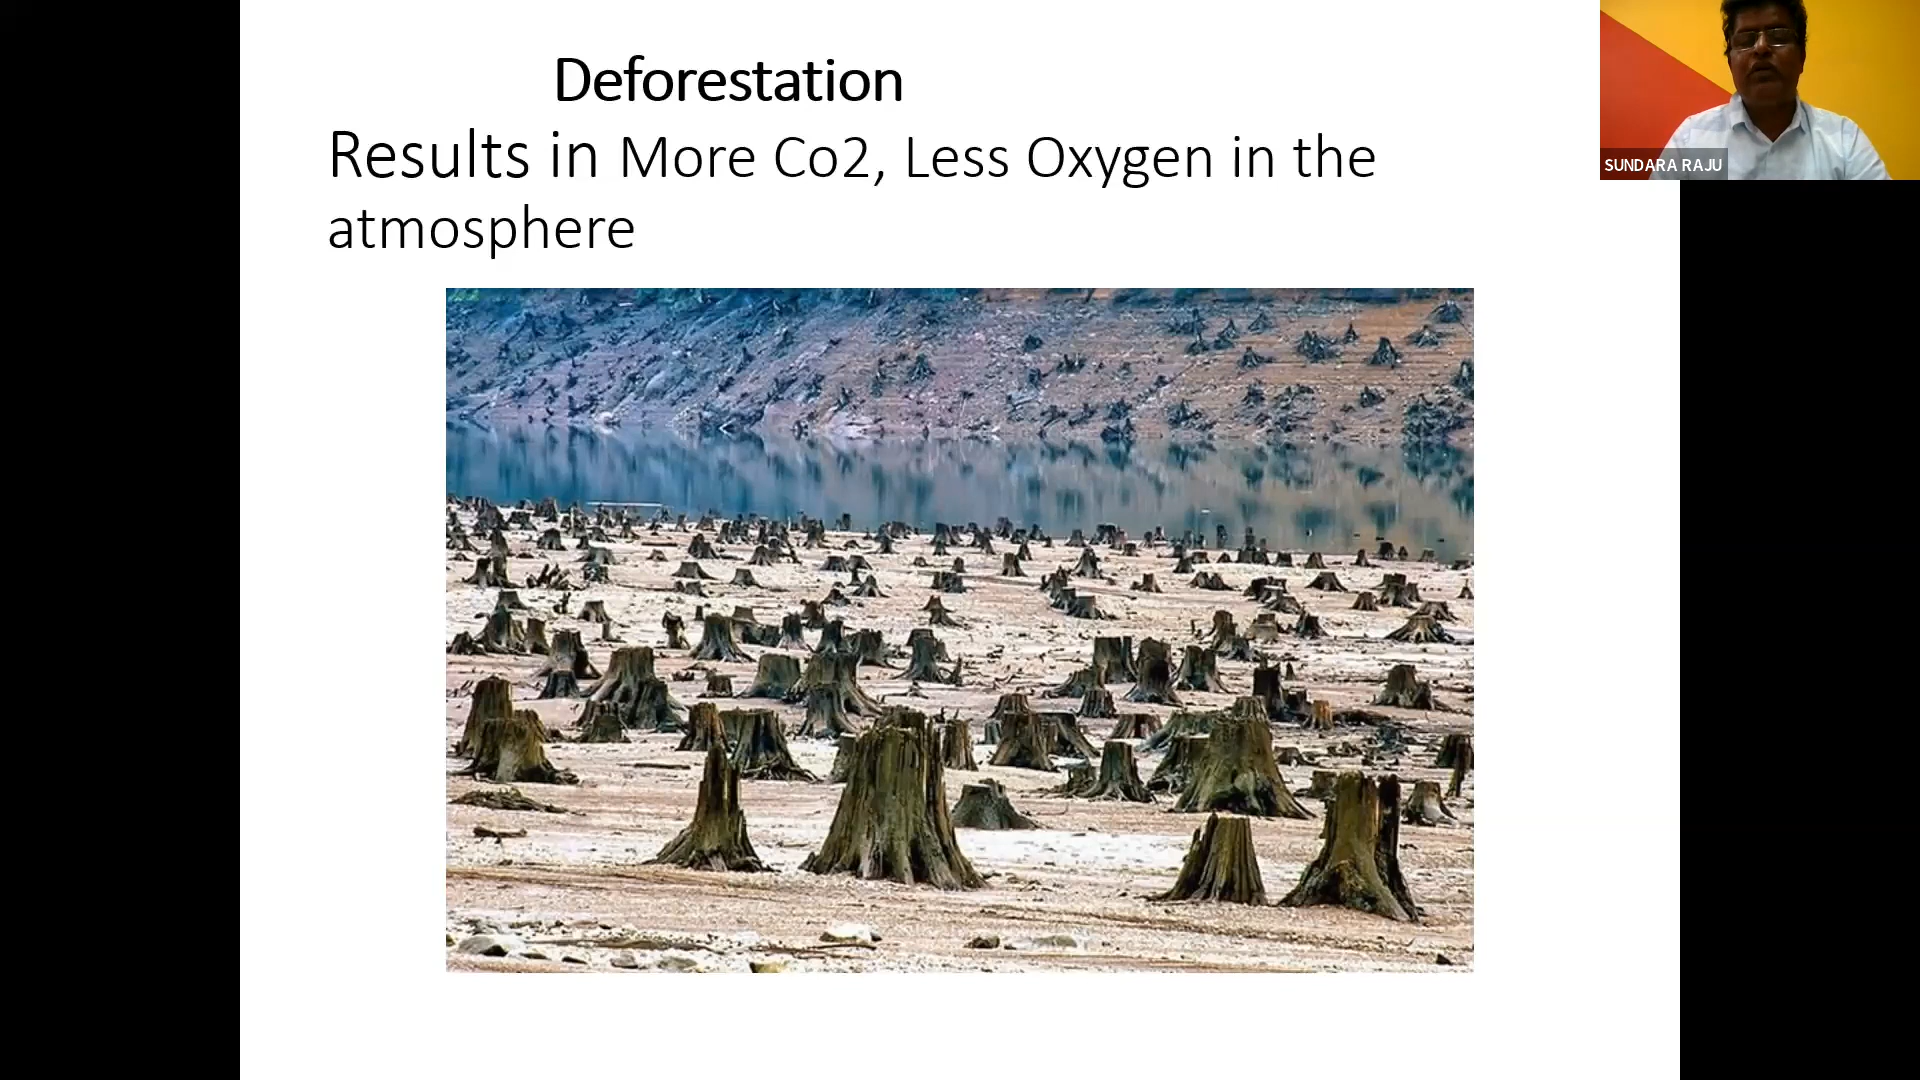 Deforestation
Results in More Co2, Less Oxygen in the
atmosphere
SUNDARA RAJU